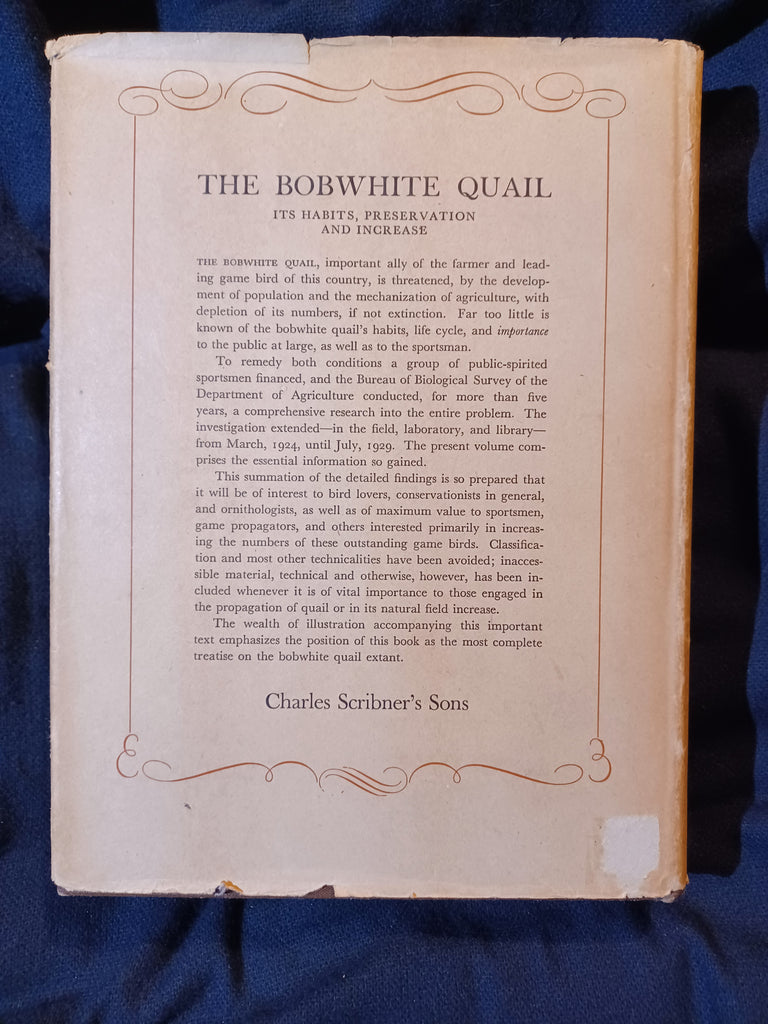 THE BOBWHITE QUAIL
ITS HABITS, PRESERVATION
AND INCREASE
THE BOBWHITE QUAIL, important ally of the farmer and lead-
ing game bird of this country, is threatened, by the develop-
ment of population and the mechanization of agriculture, with
depletion of its numbers, if not extinction. Far too little is
known of the bobwhite quail's habits, life cycle, and importance
to the public at large, as well as to the sportsman.
To remedy both conditions a group of public-spirited
sportsmen financed, and the Bureau of Biological Survey of the
Department of Agriculture conducted, for more than five
years, a comprehensive research into the entire problem. The
investigation extended—in the field, laboratory, and library—
from March, 1924, until July, 1929. The present volume com-
prises the essential information so gained.
This summation of the detailed findings is so prepared that
it will be of interest to bird lovers, conservationists in general,
and ornithologists, as well as of maximum value to sportsmen,
game propagators, and others interested primarily in increas-
ing the numbers of these outstanding game birds. Classifica-
tion and most other technicalities have been avoided; inacces-
sible material, technical and otherwise, however, has been in-
cluded whenever it is of vital importance to those engaged in
the propagation of quail or in its natural field increase.
The wealth of illustration accompanying this important
text emphasizes the position of this book as the most complete
treatise on the bobwhite quail extant.
Charles Scribner's Sons